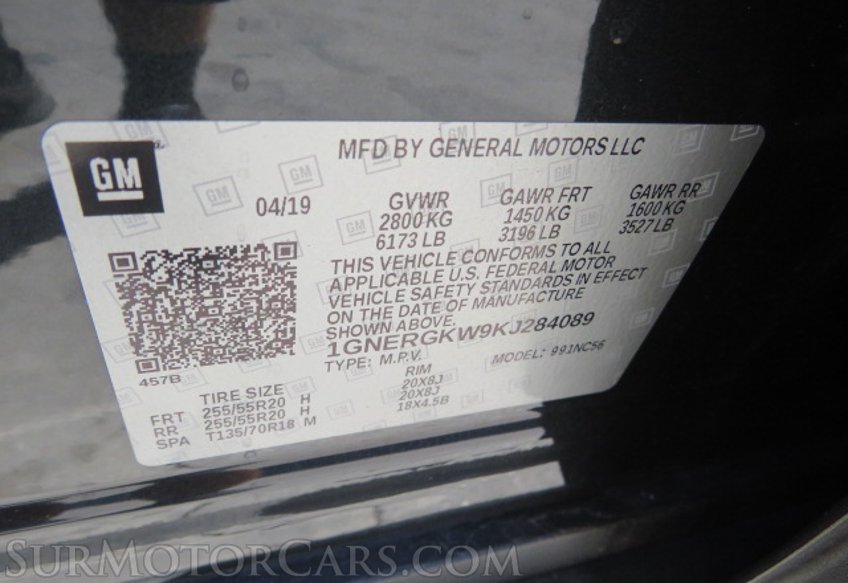 GM
MFD BY GENERAL MOTORS LLC
04/19 GVWR GAWR FRT GAWR RR
2800 KG 1450 KG 1600 KG
6173 LB 3196 LB 3527 LB
THIS VEHICLE CONFORMS TO ALL
APPLICABLE U.S. FEDERAL MOTOR
VEHICLE SAFETY STANDARDS IN EFFECT
ON THE DATE OF MANUFACTURE
SHOWN ABOVE.
1GNERGKW9KJ284089
TYPE: M.P.V. MODEL: 991NC56
457B
TIRE SIZE RIM
FRT 255/55R20 H 20X8J
RR 255/55R20 H 20X8J
SPA T135/70R18 M 18X4.5B
SURMOTORCARS.COM